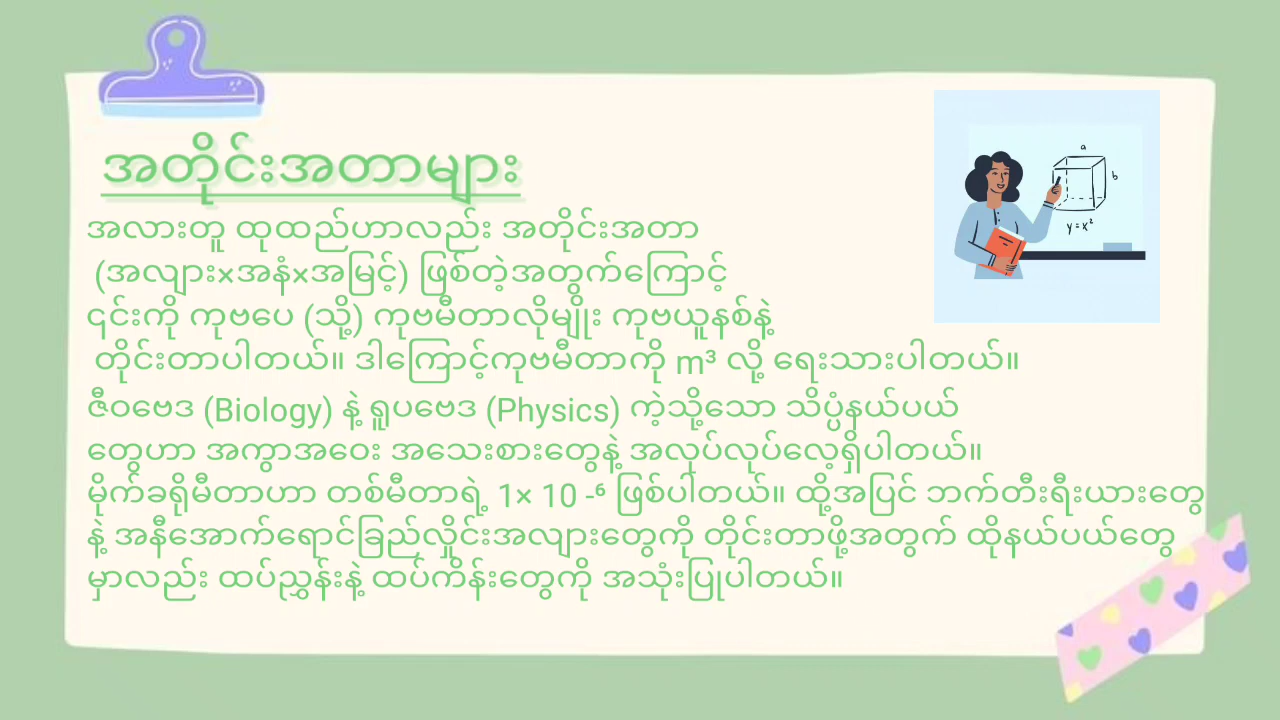 အတိုင်းအတာများ
အလားတူ ထုထည်ဟာလည်း အတိုင်းအတာ
(အလျား×အနံ×အမြင့်) ဖြစ်တဲ့အတွက်ကြောင့်
၎င်းကို ကုဗပေ (သို့) ကုဗမီတာလိုမျိုး ကုဗယူနစ်နဲ့
တိုင်းတာပါတယ်။ ဒါကြောင့်ကုဗမီတာကို m³ လို့ ရေးသားပါတယ်။
ဇီဝဗေဒ (Biology) နဲ့ ရူပဗေဒ (Physics) ကဲ့သို့သော သိပ္ပံနယ်ပယ်
တွေဟာ အကွာအဝေး အသေးစားတွေနဲ့ အလုပ်လုပ်လေ့ရှိပါတယ်။
မိုက်ခရိုမီတာဟာ တစ်မီတာရဲ့ 1× 10 -⁶ ဖြစ်ပါတယ်။ ထို့အပြင် ဘက်တီးရီးယားတွေ
နဲ့ အနီအောက်ရောင်ခြည်လှိုင်းအလျားတွေကို တိုင်းတာဖို့အတွက် ထိုနယ်ပယ်တွေ
မှာလည်း ထပ်ညွှန်းနဲ့ ထပ်ကိန်းတွေကို အသုံးပြုပါတယ်။
a
b
y=x²